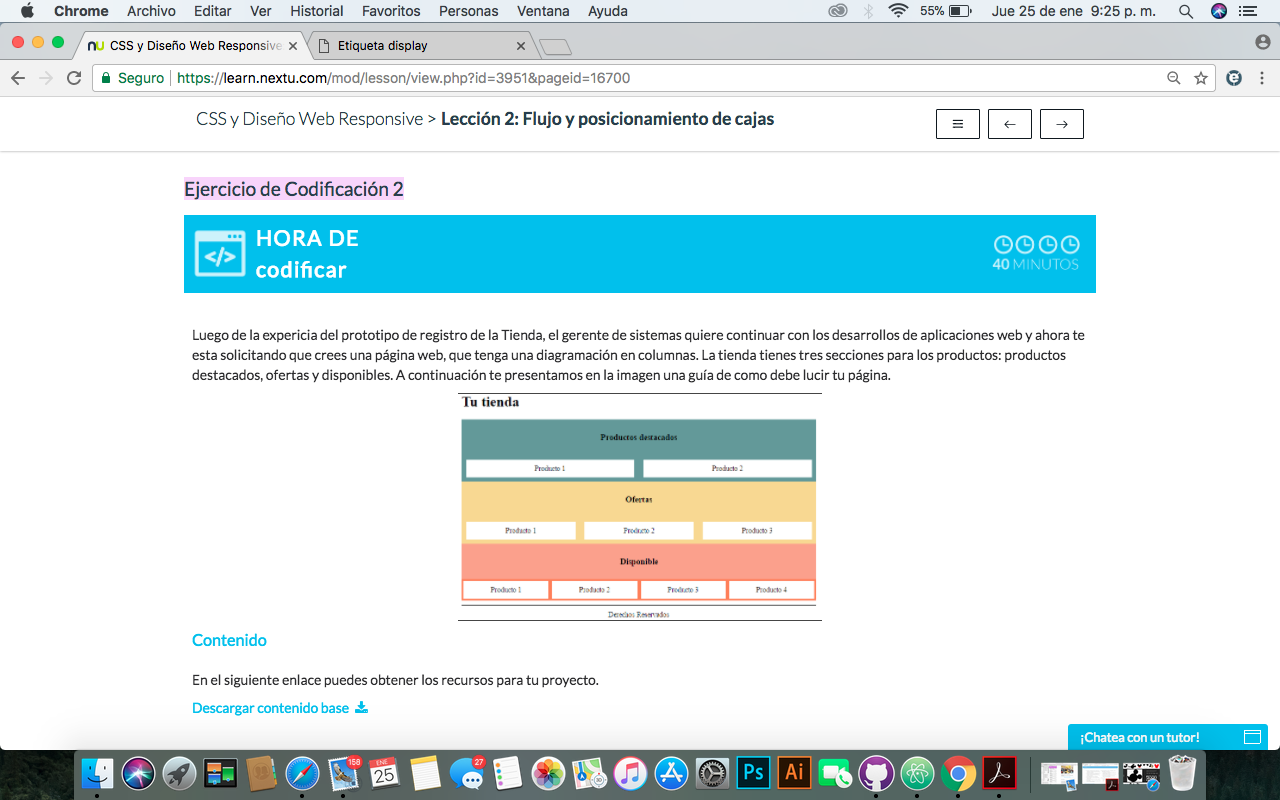 Chrome Archivo Editar Ver Historial Favoritos Personas Ventana Ayuda 55% Jue 25 de ene 9:25 p. m.
nu CSS y Diseño Web Responsive Etiqueta display
Seguro https://learn.nextu.com/mod/lesson/view.php?id=3951&pageid=16700
CSS y Diseño Web Responsive > Lección 2: Flujo y posicionamiento de cajas
Ejercicio de Codificación 2
</>
HORA DE
codificar
40 MINUTOS
Luego de la expericia del prototipo de registro de la Tienda, el gerente de sistemas quiere continuar con los desarrollos de aplicaciones web y ahora te
esta solicitando que crees una página web, que tenga una diagramación en columnas. La tienda tienes tres secciones para los productos: productos
destacados, ofertas y disponibles. A continuación te presentamos en la imagen una guía de como debe lucir tu página.
Tu tienda
Productos destacados
Producto 1 Producto 2
Ofertas
Producto 1 Producto 2 Producto 3
Disponible
Producto 1 Producto 2 Producto 3 Producto 4
Derechos Reservados
Contenido
En el siguiente enlace puedes obtener los recursos para tu proyecto.
Descargar contenido base
¡Chatea con un tutor!
158 ENE 25 27 Ps Ai